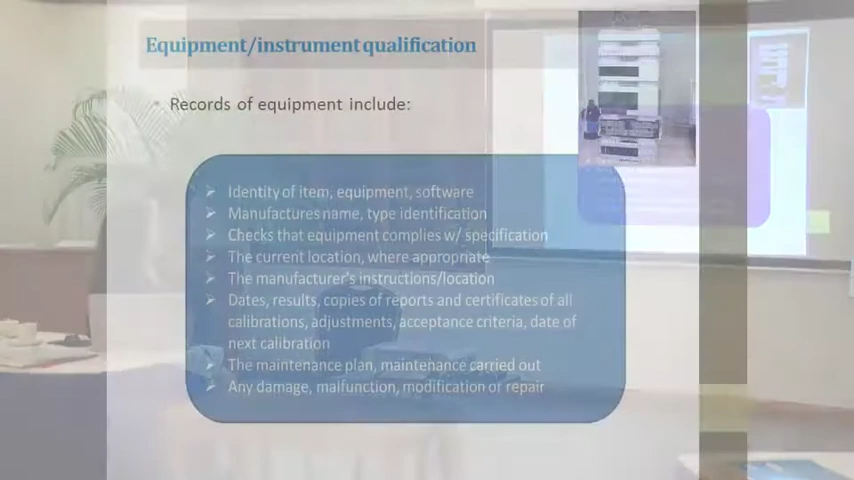 Equipment/instrument qualification
• Records of equipment include:
➢ Identity of item, equipment, software
➢ Manufactures name, type identification
➢ Checks that equipment complies w/ specification
➢ The current location, where appropriate
➢ The manufacturer's instructions/location
➢ Dates, results, copies of reports and certificates of all
calibrations, adjustments, acceptance criteria, date of
next calibration
➢ The maintenance plan, maintenance carried out
➢ Any damage, malfunction, modification or repair